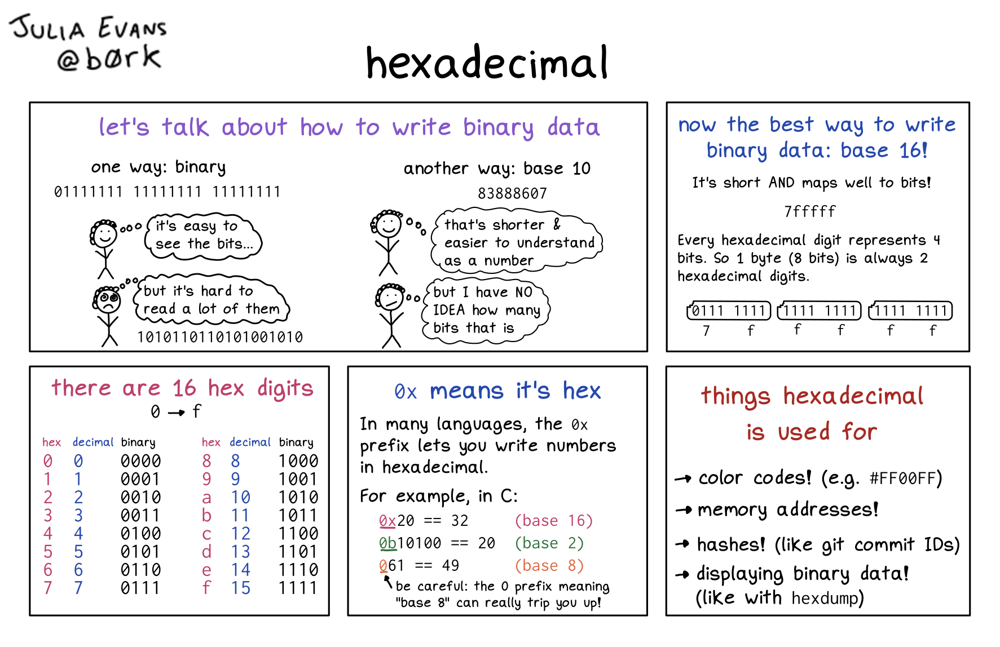 JULIA EVANS
@bØrk
hexadecimal
let's talk about how to write binary data
one way: binary
01111111 11111111 11111111
it's easy to
see the bits...
but it's hard to
read a lot of them
1010110110101001010
another way: base 10
83888607
that's shorter &
easier to understand
as a number
but I have NO
IDEA how many
bits that is
now the best way to write
binary data: base 16!
It's short AND maps well to bits!
7fffff
Every hexadecimal digit represents 4
bits. So 1 byte (8 bits) is always 2
hexadecimal digits.
0111 1111 1111 1111 1111 1111
7 f f f f f
there are 16 hex digits
0 → f
hex decimal binary hex decimal binary
0 0 0000 8 8 1000
1 1 0001 9 9 1001
2 2 0010 a 10 1010
3 3 0011 b 11 1011
4 4 0100 c 12 1100
5 5 0101 d 13 1101
6 6 0110 e 14 1110
7 7 0111 f 15 1111
0x means it's hex
In many languages, the 0x
prefix lets you write numbers
in hexadecimal.
For example, in C:
0x20 == 32 (base 16)
0b10100 == 20 (base 2)
061 == 49 (base 8)
be careful: the 0 prefix meaning
"base 8" can really trip you up!
things hexadecimal
is used for
→ color codes! (e.g. #FF00FF)
→ memory addresses!
→ hashes! (like git commit IDs)
→ displaying binary data!
(like with hexdump)